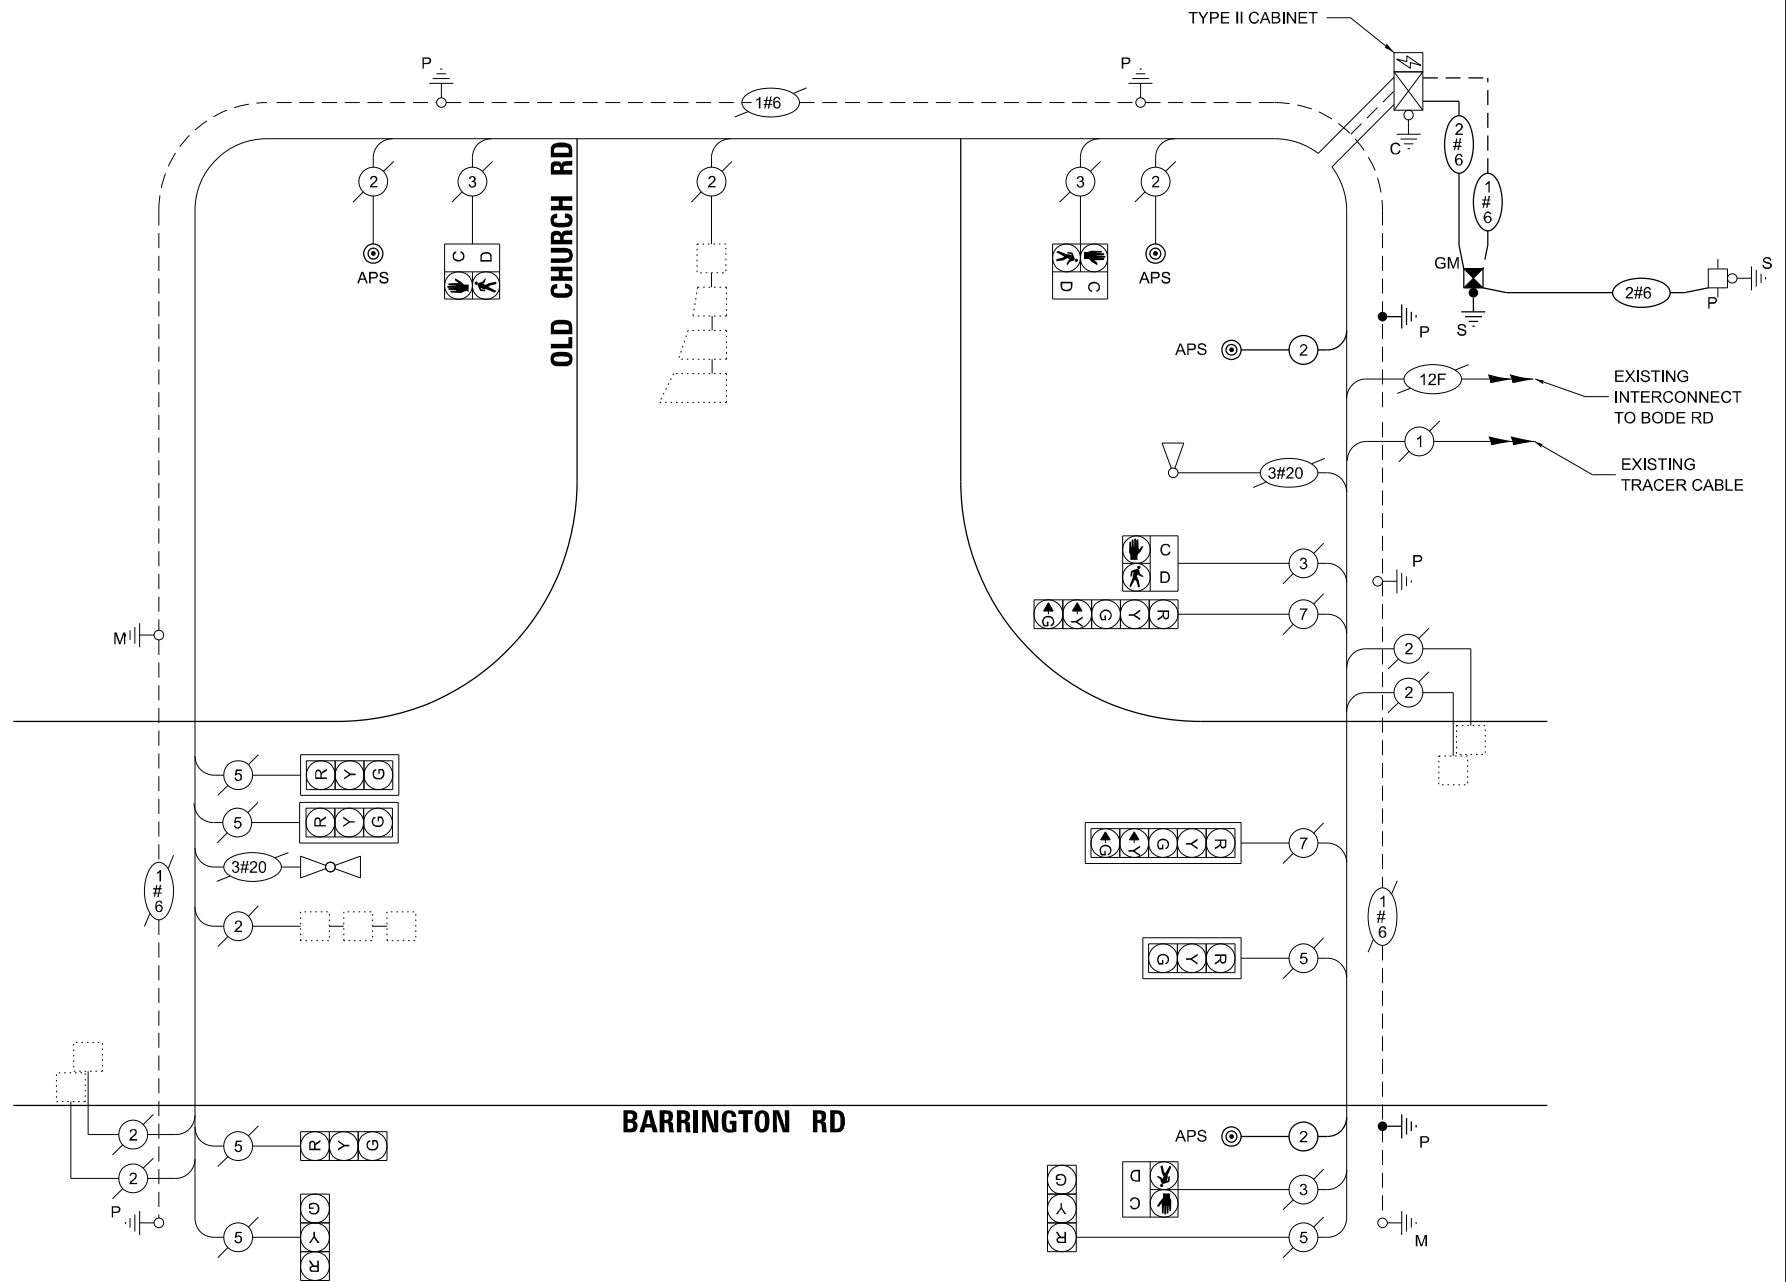 TYPE II CABINET
P
P
1#6
C
2#6
1#6
2
3
2
3
2
C D
D C
APS
APS
OLD CHURCH RD
GM
S
2#6
P
S
P
APS
2
12F
EXISTING
INTERCONNECT
TO BODE RD
1
EXISTING
TRACER CABLE
3#20
C
D
3
P
G Y G Y R
7
M
2
2
5
R Y G
5
R Y G
3#20
G Y G Y R
7
1#6
1#6
2
G Y R
5
BARRINGTON RD
2
5
R Y G
APS
2
P
2
D
C
3
P
5
G
Y
R
G
Y
R
5
M